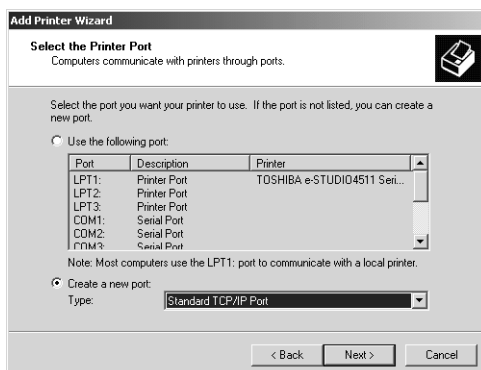 Add Printer Wizard
Select the Printer Port
Computers communicate with printers through ports.
Select the port you want your printer to use. If the port is not listed, you can create a
new port.
Use the following port:
Port Description Printer
LPT1: Printer Port TOSHIBA e-STUDIO4511 Seri...
LPT2: Printer Port
LPT3: Printer Port
COM1: Serial Port
COM2: Serial Port
COM3: Serial Port
Note: Most computers use the LPT1: port to communicate with a local printer.
Create a new port:
Type: Standard TCP/IP Port
< Back Next > Cancel